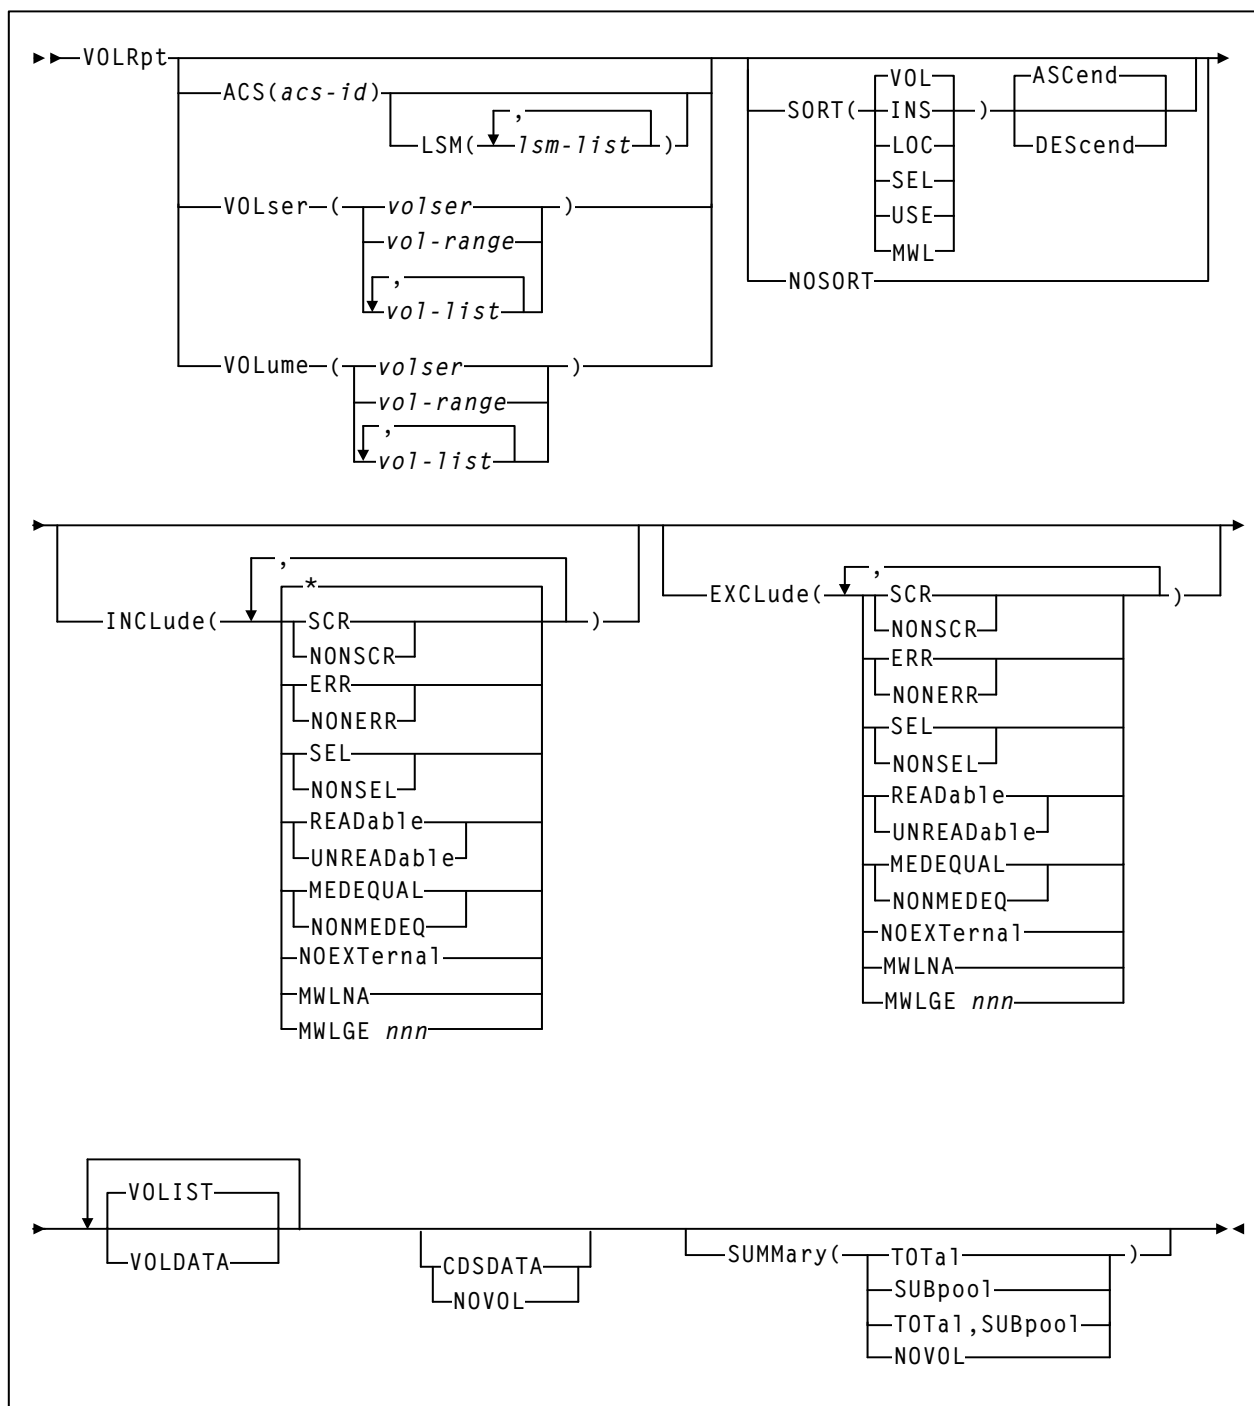 VOLRpt
ACS(acs-id)
LSM(
,
lsm-list
)
VOLser
(
volser
)
vol-range
,
vol-list
VOLume
(
volser
)
vol-range
,
vol-list
SORT(
VOL
INS
LOC
SEL
USE
MWL
)
ASCend
DEScend
NOSORT
INCLude(
,
*
SCR
NONSCR
ERR
NONERR
SEL
NONSEL
READable
UNREADable
MEDEQUAL
NONMEDEQ
NOEXTernal
MWLNA
MWLGE nnn
)
EXCLude(
,
SCR
NONSCR
ERR
NONERR
SEL
NONSEL
READable
UNREADable
MEDEQUAL
NONMEDEQ
NOEXTernal
MWLNA
MWLGE nnn
)
VOLIST
VOLDATA
CDSDATA
NOVOL
SUMMary(
TOTal
SUBpool
TOTal,SUBpool
NOVOL
)